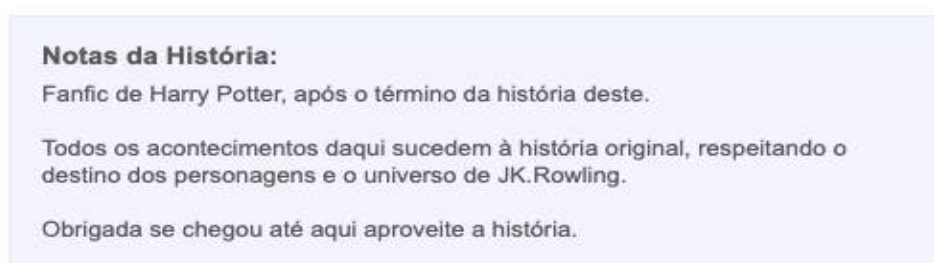 Notas da História:
Fanfic de Harry Potter, após o término da história deste.
Todos os acontecimentos daqui sucedem à história original, respeitando o
destino dos personagens e o universo de JK.Rowling.
Obrigada se chegou até aqui aproveite a história.